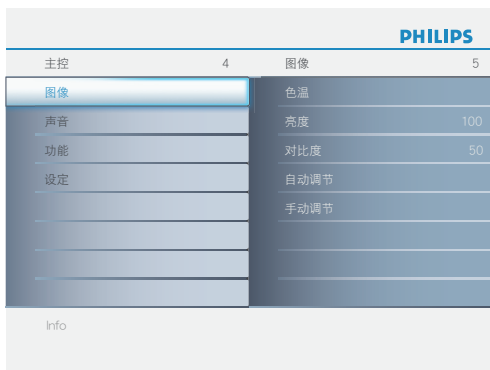 PHILIPS
主控 4 图像 5
图像 色温
声音 亮度 100
功能 对比度 50
设定 自动调节
手动调节
Info